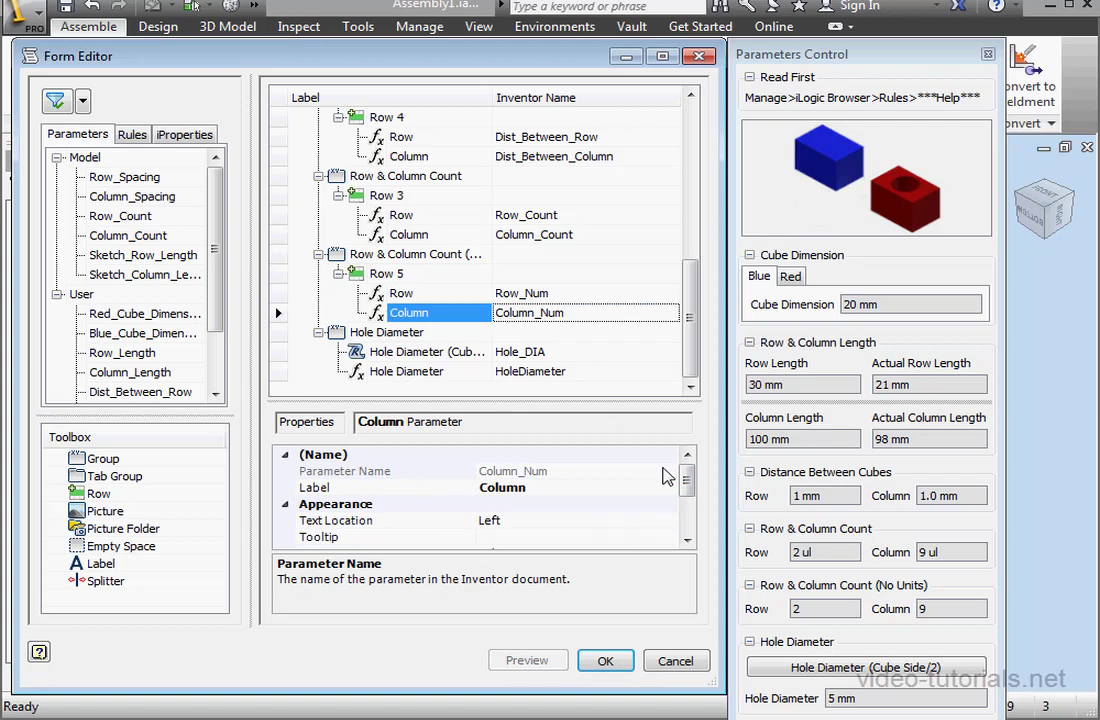 PRO
Assembly1.ia...
Type a keyword or phrase
Sign In
Assemble
Design
3D Model
Inspect
Tools
Manage
View
Environments
Vault
Get Started
Online
Form Editor
Parameters
Rules
iProperties
Model
Row_Spacing
Column_Spacing
Row_Count
Column_Count
Sketch_Row_Length
Sketch_Column_Le...
User
Red_Cube_Dimens...
Blue_Cube_Dimen...
Row_Length
Column_Length
Dist_Between_Row
Toolbox
Group
Tab Group
Row
Picture
Picture Folder
Empty Space
A Label
Splitter
Label Inventor Name
Row 4
fx Row Dist_Between_Row
fx Column Dist_Between_Column
Row & Column Count
Row 3
fx Row Row_Count
fx Column Column_Count
Row & Column Count (...
Row 5
fx Row Row_Num
fx Column Column_Num
Hole Diameter
Hole Diameter (Cub... Hole_DIA
fx Hole Diameter HoleDiameter
Properties
Column Parameter
(Name)
Parameter Name Column_Num
Label Column
Appearance
Text Location Left
Tooltip
Parameter Name
The name of the parameter in the Inventor document.
Preview
OK
Cancel
Parameters Control
Read First
Manage>iLogic Browser>Rules>***Help***
Cube Dimension
Blue
Red
Cube Dimension 20 mm
Row & Column Length
Row Length Actual Row Length
30 mm 21 mm
Column Length Actual Column Length
100 mm 98 mm
Distance Between Cubes
Row 1 mm Column 1.0 mm
Row & Column Count
Row 2 ul Column 9 ul
Row & Column Count (No Units)
Row 2 Column 9
Hole Diameter
Hole Diameter (Cube Side/2)
Hole Diameter 5 mm
onvert to
eldment
onvert
FRONT
RIGHT
BOTTOM
video-tutorials.net
Ready
9 3